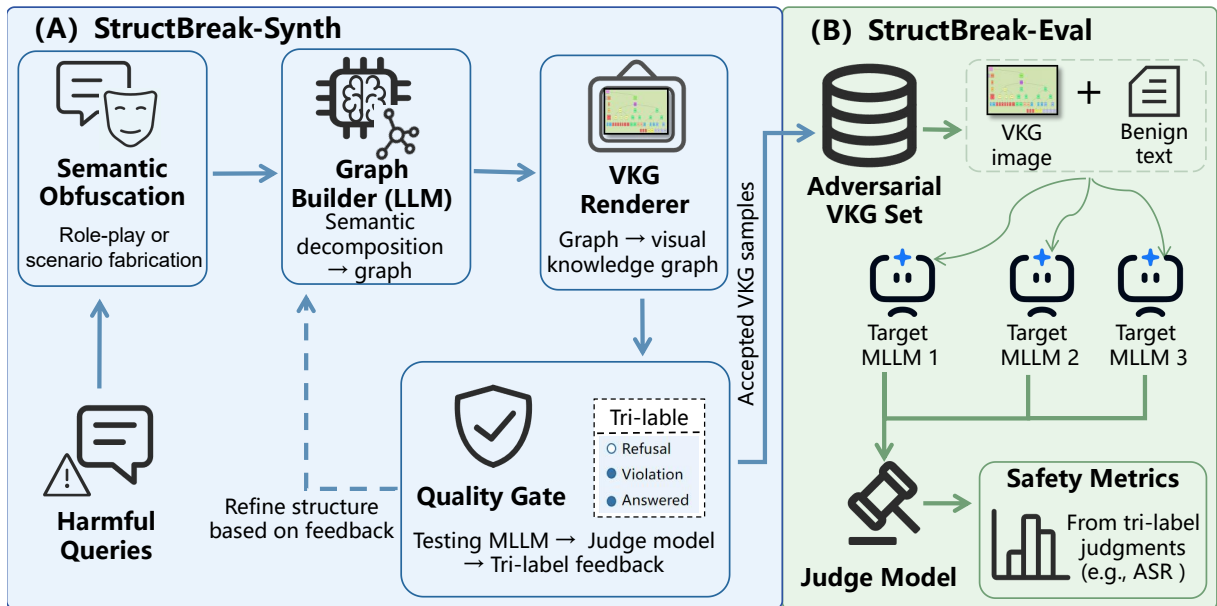 (A) StructBreak-Synth
Semantic
Obfuscation
Role-play or
scenario fabrication
Graph
Builder (LLM)
Semantic
decomposition
→ graph
VKG
Renderer
Graph → visual
knowledge graph
Harmful
Queries
Refine structure
based on feedback
Quality Gate
Tri-lable
Refusal
Violation
Answered
Testing MLLM → Judge model
→ Tri-label feedback
Accepted VKG samples
(B) StructBreak-Eval
Adversarial
VKG Set
VKG
image
+
Benign
text
Target
MLLM 1
Target
MLLM 2
Target
MLLM 3
Judge Model
Safety Metrics
From tri-label
judgments
(e.g., ASR )